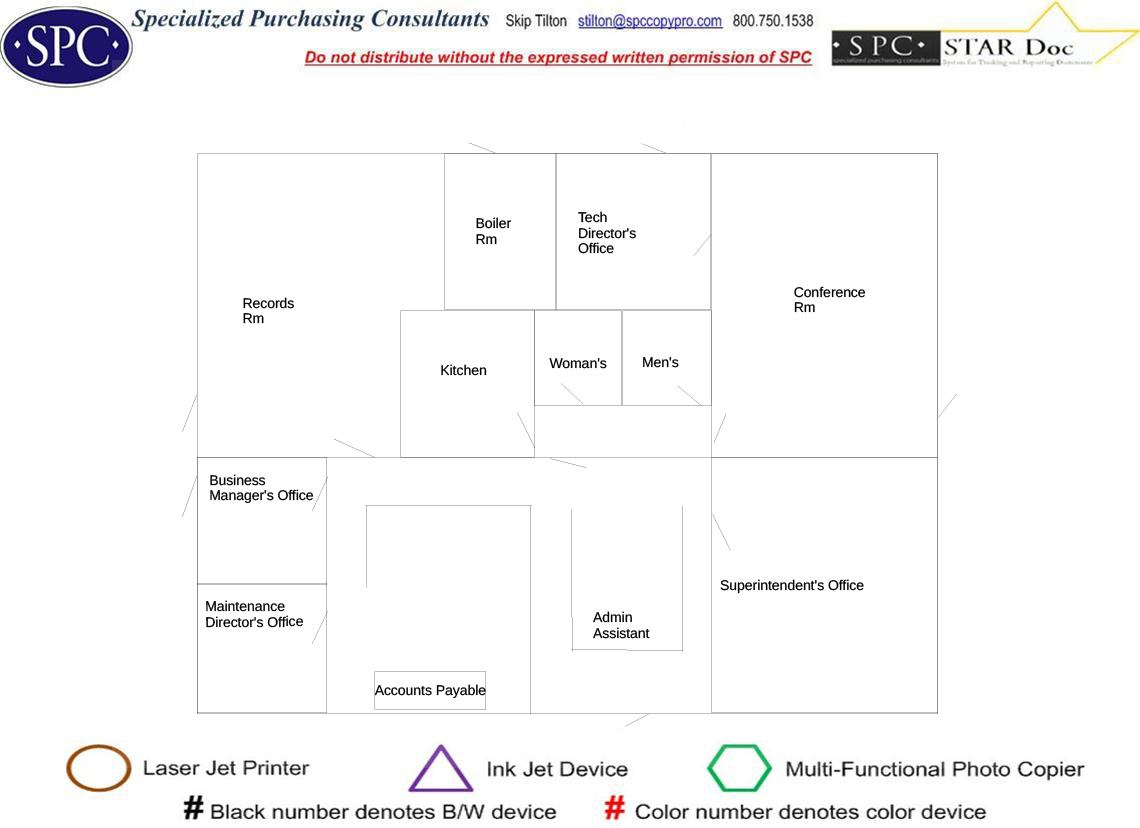 SPC
Specialized Purchasing Consultants Skip Tilton stilton@spccopypro.com 800.750.1538
Do not distribute without the expressed written permission of SPC
SPC STAR Doc
specialized purchasing consultants System for Tracking and Reporting Documents
Boiler
Rm
Tech
Director's
Office
Records
Rm
Conference
Rm
Kitchen
Woman's
Men's
Business
Manager's Office
Maintenance
Director's Office
Superintendent's Office
Admin
Assistant
Accounts Payable
Laser Jet Printer
Ink Jet Device
Multi-Functional Photo Copier
# Black number denotes B/W device
# Color number denotes color device